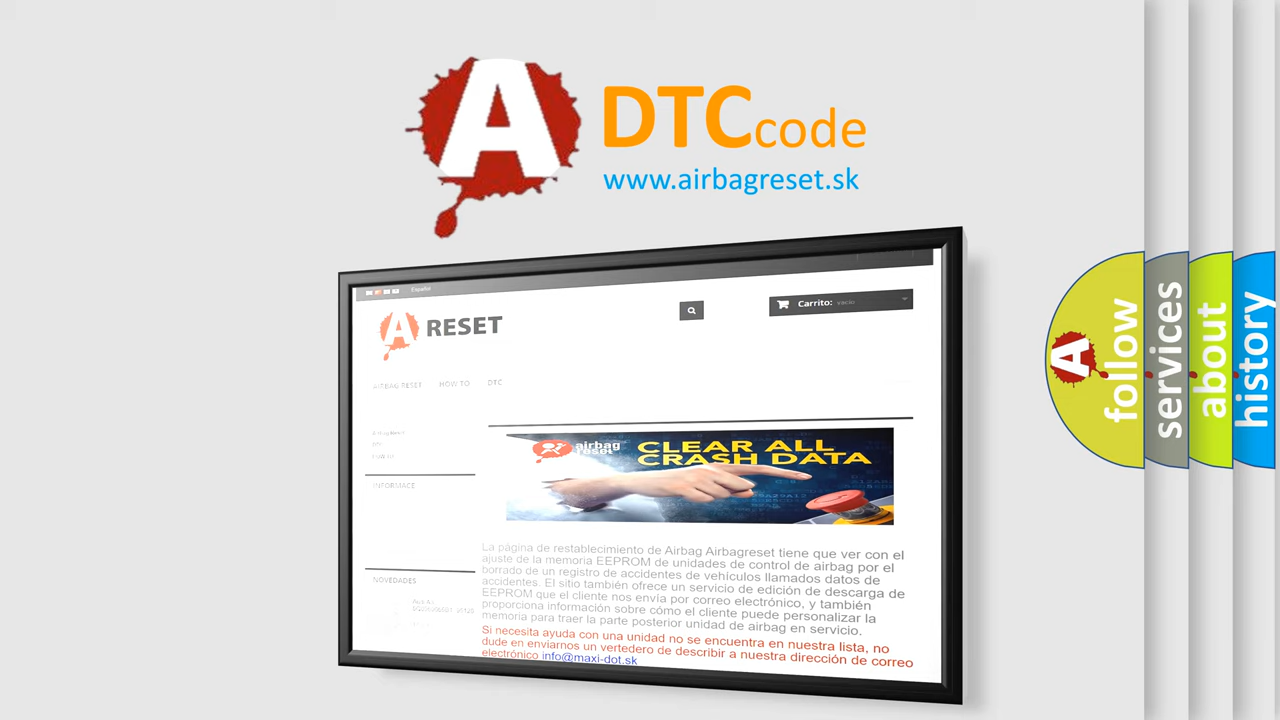 A DTCcode
www.airbagreset.sk
Español
A RESET
Carrito: vacío
AIRBAG RESET HOW TO DTC
INFORMACE
airbag
reset
CLEAR ALL
CRASH DATA
La página de restablecimiento de Airbag Airbagreset tiene que ver con el
ajuste de la memoria EEPROM de unidades de control de airbag por el
borrado de un registro de accidentes de vehículos llamados datos de
accidentes. El sitio también ofrece un servicio de edición de descarga de
EEPROM que el cliente nos envía por correo electrónico, y también
proporciona información sobre cómo el cliente puede personalizar la
memoria para traer la parte posterior unidad de airbag en servicio.
Si necesita ayuda con una unidad no se encuentra en nuestra lista, no
dude en enviarnos un vertedero de describir a nuestra dirección de correo
electrónico info@maxi-dot.sk
NOVEDADES
A
follow
services
about
history